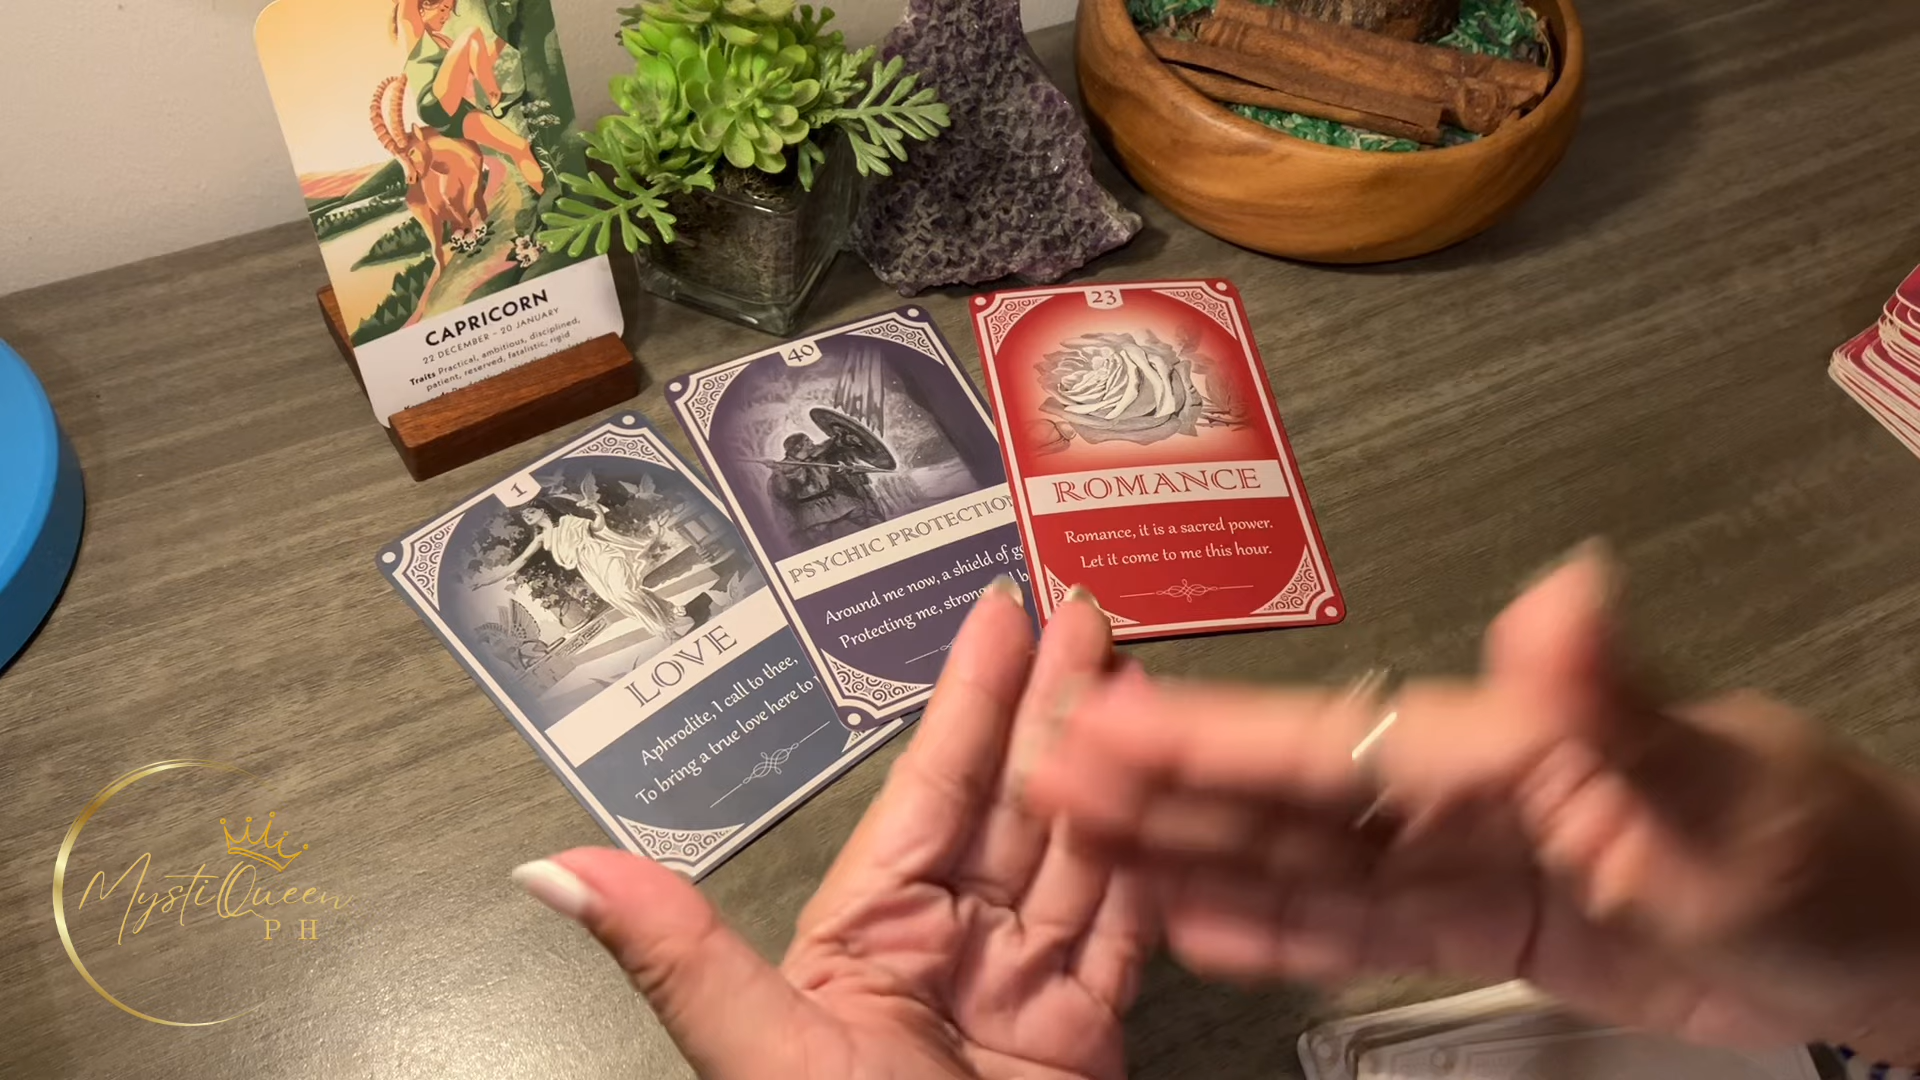 CAPRICORN
22 DECEMBER – 20 JANUARY
Traits Practical, ambitious, disciplined,
patient, reserved, fatalistic, rigid
1
LOVE
Aphrodite, I call to thee,
To bring a true love here to
40
PSYCHIC PROTECTION
Around me now, a shield of
Protecting me, strong
23
ROMANCE
Romance, it is a sacred power.
Let it come to me this hour.
MystiQueen
PH